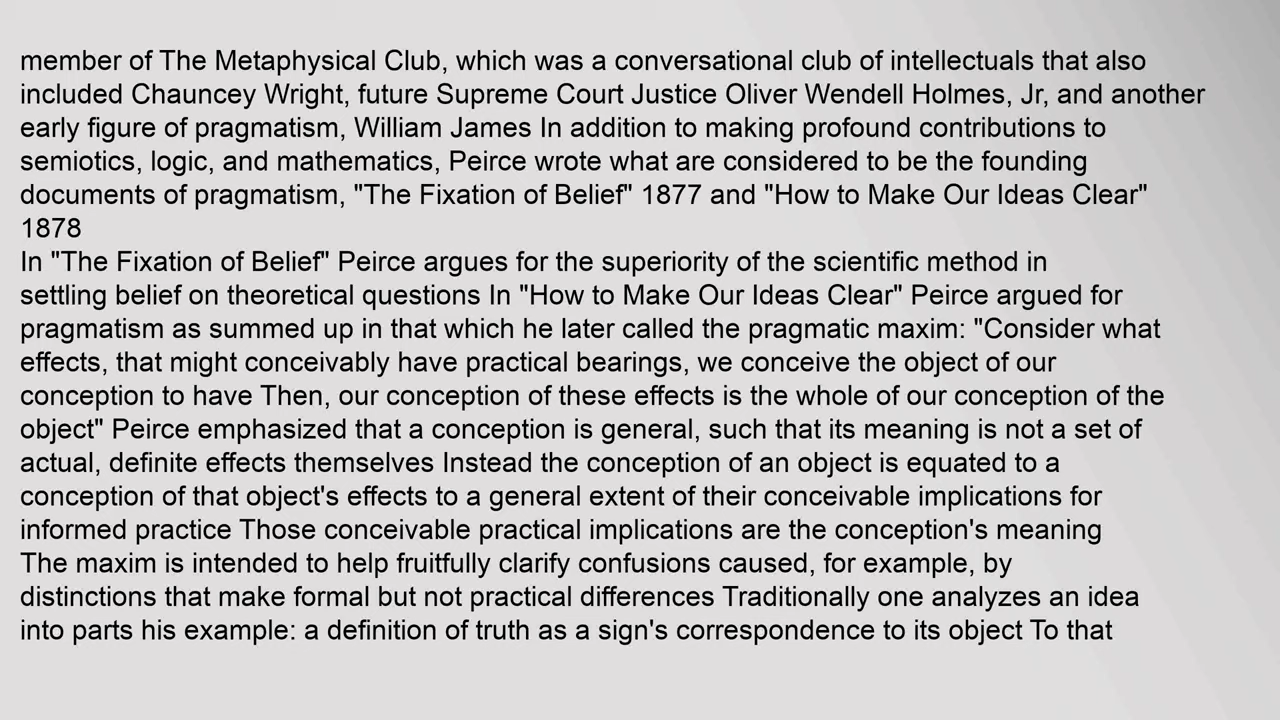 member of The Metaphysical Club, which was a conversational club of intellectuals that also
included Chauncey Wright, future Supreme Court Justice Oliver Wendell Holmes, Jr, and another
early figure of pragmatism, William James In addition to making profound contributions to
semiotics, logic, and mathematics, Peirce wrote what are considered to be the founding
documents of pragmatism, "The Fixation of Belief" 1877 and "How to Make Our Ideas Clear"
1878
In "The Fixation of Belief" Peirce argues for the superiority of the scientific method in
settling belief on theoretical questions In "How to Make Our Ideas Clear" Peirce argued for
pragmatism as summed up in that which he later called the pragmatic maxim: "Consider what
effects, that might conceivably have practical bearings, we conceive the object of our
conception to have Then, our conception of these effects is the whole of our conception of the
object" Peirce emphasized that a conception is general, such that its meaning is not a set of
actual, definite effects themselves Instead the conception of an object is equated to a
conception of that object's effects to a general extent of their conceivable implications for
informed practice Those conceivable practical implications are the conception's meaning
The maxim is intended to help fruitfully clarify confusions caused, for example, by
distinctions that make formal but not practical differences Traditionally one analyzes an idea
into parts his example: a definition of truth as a sign's correspondence to its object To that